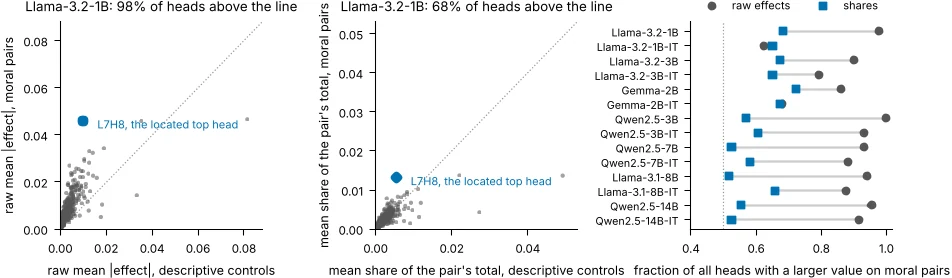 Llama-3.2-1B: 98% of heads above the line
raw mean |effect|, moral pairs
0.08
0.06
0.04
0.02
0.00
L7H8, the located top head
0.00 0.02 0.04 0.06 0.08
raw mean |effect|, descriptive controls
Llama-3.2-1B: 68% of heads above the line
mean share of the pair's total, moral pairs
0.05
0.04
0.03
0.02
0.01
0.00
L7H8, the located top head
0.00 0.02 0.04
mean share of the pair's total, descriptive controls
raw effects shares
Llama-3.2-1B
Llama-3.2-1B-IT
Llama-3.2-3B
Llama-3.2-3B-IT
Gemma-2B
Gemma-2B-IT
Qwen2.5-3B
Qwen2.5-3B-IT
Qwen2.5-7B
Qwen2.5-7B-IT
Llama-3.1-8B
Llama-3.1-8B-IT
Qwen2.5-14B
Qwen2.5-14B-IT
0.4 0.6 0.8 1.0
fraction of all heads with a larger value on moral pairs